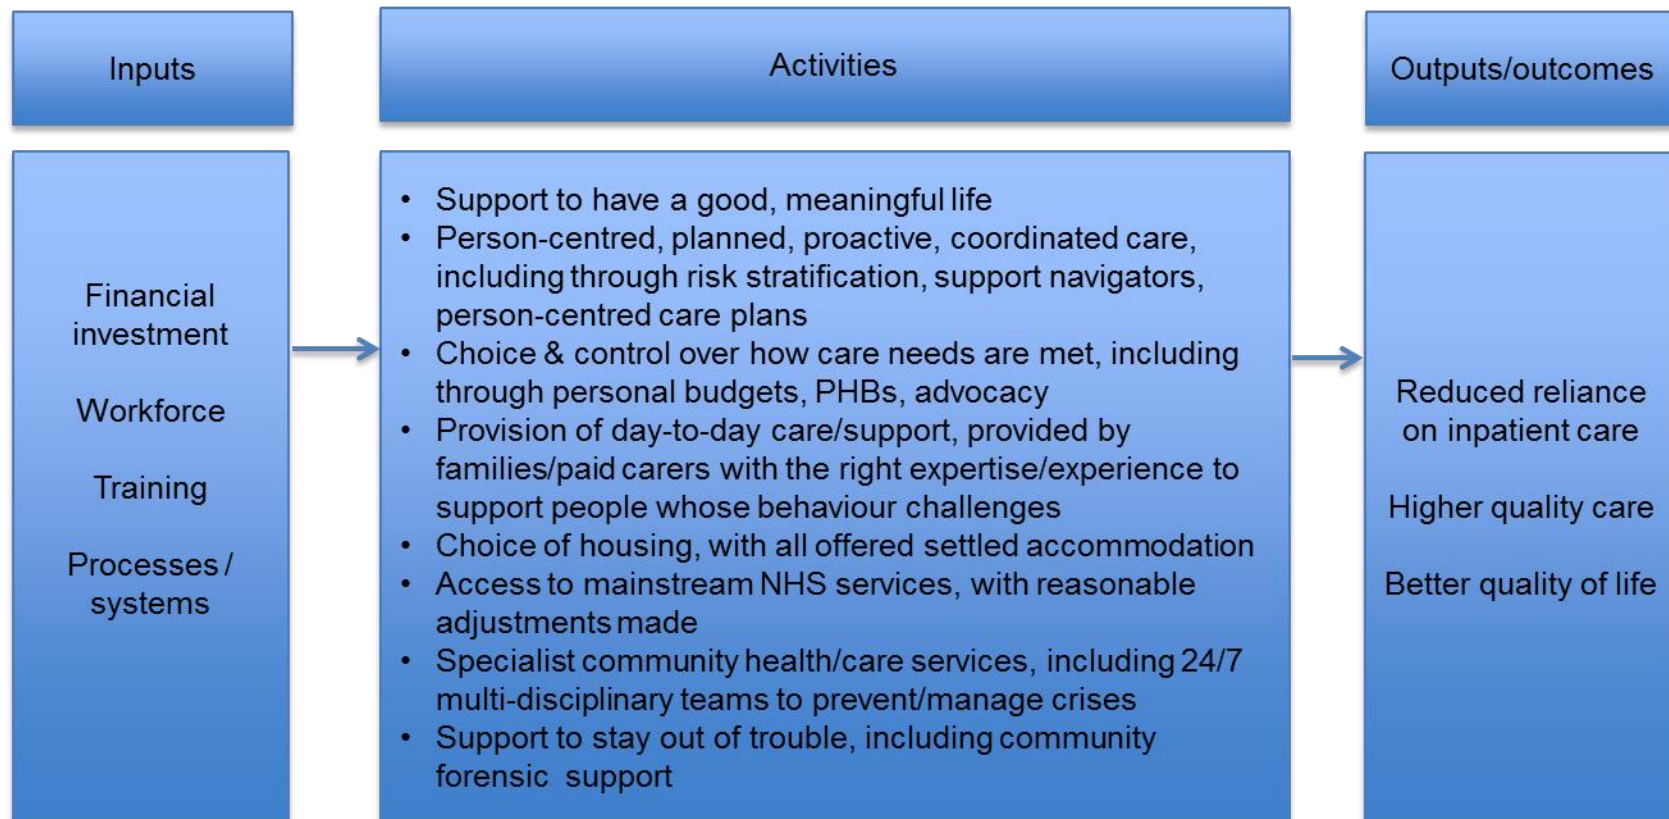 Inputs
Activities
Outputs/outcomes
Financial
investment
Workforce
Training
Processes /
systems
• Support to have a good, meaningful life
• Person-centred, planned, proactive, coordinated care,
including through risk stratification, support navigators,
person-centred care plans
• Choice & control over how care needs are met, including
through personal budgets, PHBs, advocacy
• Provision of day-to-day care/support, provided by
families/paid carers with the right expertise/experience to
support people whose behaviour challenges
• Choice of housing, with all offered settled accommodation
• Access to mainstream NHS services, with reasonable
adjustments made
• Specialist community health/care services, including 24/7
multi-disciplinary teams to prevent/manage crises
• Support to stay out of trouble, including community
forensic support
Reduced reliance
on inpatient care
Higher quality care
Better quality of life